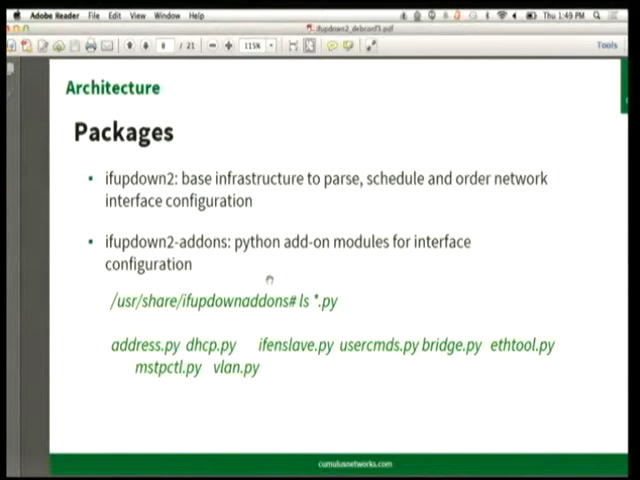 Adobe Reader File Edit View Window Help
Thu 1:49 PM
ifupdown2_debconf5.pdf
8 / 21
115%
Tools
Architecture
Packages
• ifupdown2: base infrastructure to parse, schedule and order network
interface configuration
• ifupdown2-addons: python add-on modules for interface
configuration
/usr/share/ifupdownaddons# ls *.py
address.py dhcp.py ifenslave.py usercmds.py bridge.py ethtool.py
mstpctl.py vlan.py
cumulusnetworks.com